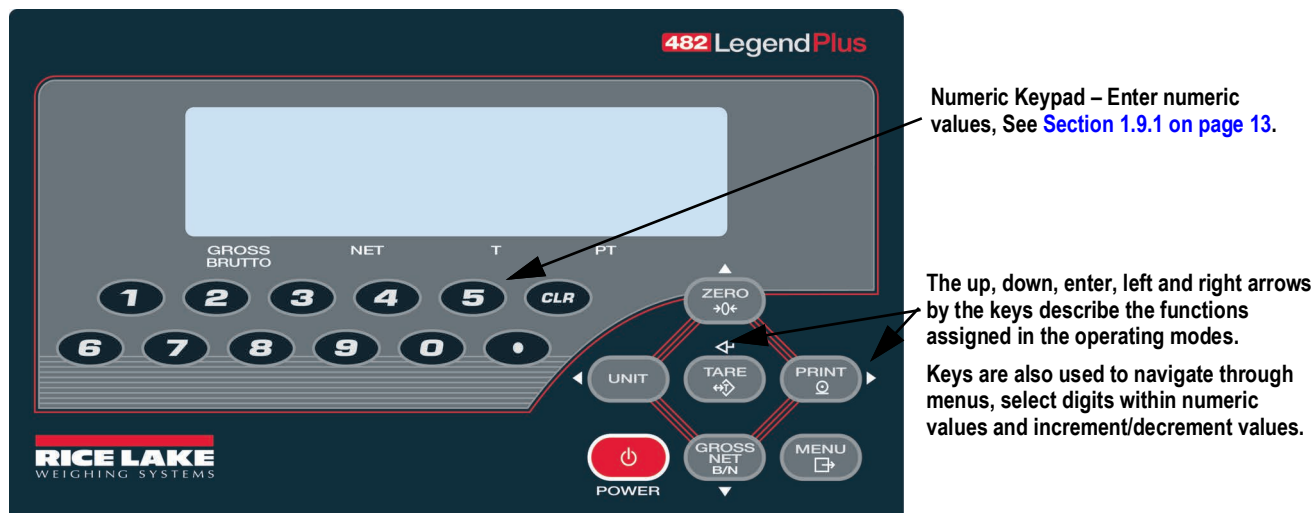 482 LegendPlus
Numeric Keypad – Enter numeric
values, See Section 1.9.1 on page 13.
GROSS
BRUTTO
NET
T
PT
1 2 3 4 5 CLR
6 7 8 9 0 •
The up, down, enter, left and right arrows
by the keys describe the functions
assigned in the operating modes.
Keys are also used to navigate through
menus, select digits within numeric
values and increment/decrement values.
ZERO
→0←
UNIT
TARE
↔T
PRINT
GROSS
NET
B/N
MENU
POWER
RICE LAKE
WEIGHING SYSTEMS